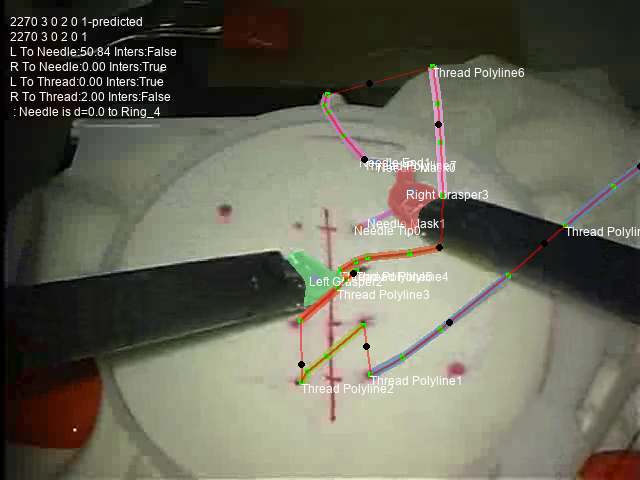 2270 3 0 2 0 1-predicted
2270 3 0 2 0 1
L To Needle:50.84 Inters:False
R To Needle:0.00 Inters:True
L To Thread:0.00 Inters:True
R To Thread:2.00 Inters:False
: Needle is d=0.0 to Ring_4
Thread Polyline6
Needle End1
Right Grasper3
Needle Mask1
Needle Tip0
Thread Polylin
Left Grasper2
Thread Polyline3
Thread Polyline1
Thread Polyline2